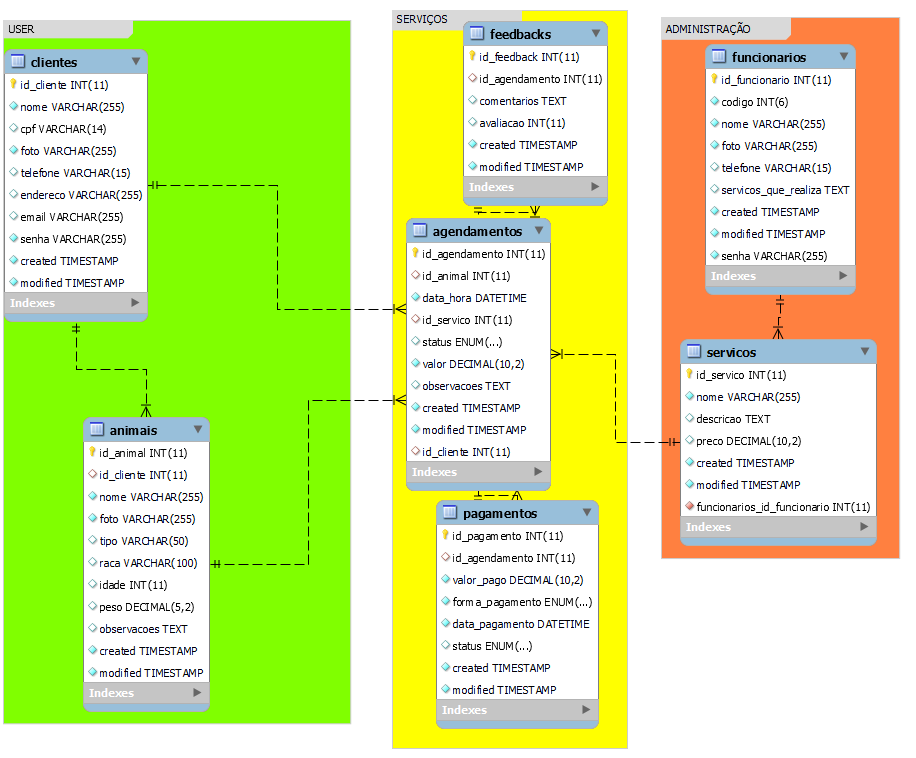 USER
clientes
id_cliente INT(11)
nome VARCHAR(255)
cpf VARCHAR(14)
foto VARCHAR(255)
telefone VARCHAR(15)
endereco VARCHAR(255)
email VARCHAR(255)
senha VARCHAR(255)
created TIMESTAMP
modified TIMESTAMP
Indexes
animais
id_animal INT(11)
id_cliente INT(11)
nome VARCHAR(255)
foto VARCHAR(255)
tipo VARCHAR(50)
raca VARCHAR(100)
idade INT(11)
peso DECIMAL(5,2)
observacoes TEXT
created TIMESTAMP
modified TIMESTAMP
Indexes
SERVIÇOS
feedbacks
id_feedback INT(11)
id_agendamento INT(11)
comentarios TEXT
avaliacao INT(11)
created TIMESTAMP
modified TIMESTAMP
Indexes
agendamentos
id_agendamento INT(11)
id_animal INT(11)
data_hora DATETIME
id_servico INT(11)
status ENUM(...)
valor DECIMAL(10,2)
observacoes TEXT
created TIMESTAMP
modified TIMESTAMP
id_cliente INT(11)
Indexes
pagamentos
id_pagamento INT(11)
id_agendamento INT(11)
valor_pago DECIMAL(10,2)
forma_pagamento ENUM(...)
data_pagamento DATETIME
status ENUM(...)
created TIMESTAMP
modified TIMESTAMP
Indexes
ADMINISTRAÇÃO
funcionarios
id_funcionario INT(11)
codigo INT(6)
nome VARCHAR(255)
foto VARCHAR(255)
telefone VARCHAR(15)
servicos_que_realiza TEXT
created TIMESTAMP
modified TIMESTAMP
senha VARCHAR(255)
Indexes
servicos
id_servico INT(11)
nome VARCHAR(255)
descricao TEXT
preco DECIMAL(10,2)
created TIMESTAMP
modified TIMESTAMP
funcionarios_id_funcionario INT(11)
Indexes